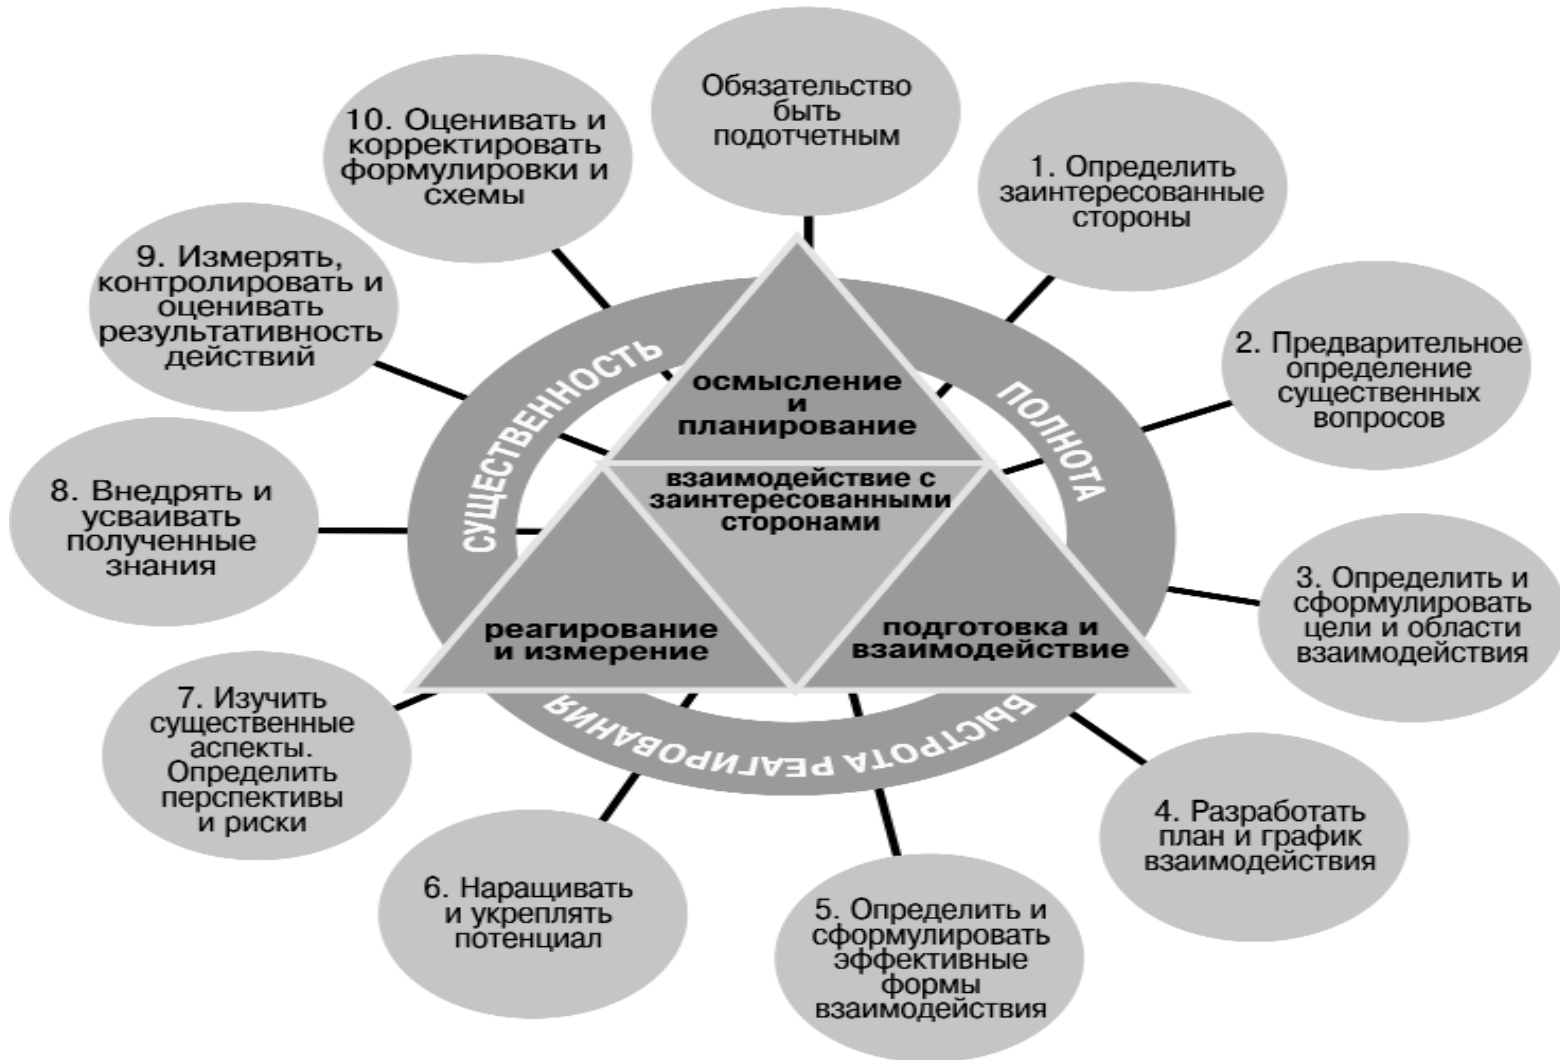 Обязательство
быть
подотчетным
1. Определить
заинтересованные
стороны
2. Предварительное
определение
существенных
вопросов
3. Определить и
сформулировать
цели и области
взаимодействия
4. Разработать
план и график
взаимодействия
5. Определить и
сформулировать
эффективные
формы
взаимодействия
6. Наращивать
и укреплять
потенциал
7. Изучить
существенные
аспекты.
Определить
перспективы
и риски
8. Внедрять и
усваивать
полученные
знания
9. Измерять,
контролировать и
оценивать
результативность
действий
10. Оценивать и
корректировать
формулировки и
схемы
СУЩЕСТВЕННОСТЬ
ПОЛНОТА
БЫСТРОТА РЕАГИРОВАНИЯ
осмысление
и
планирование
взаимодействие с
заинтересованными
сторонами
реагирование
и измерение
подготовка и
взаимодействие